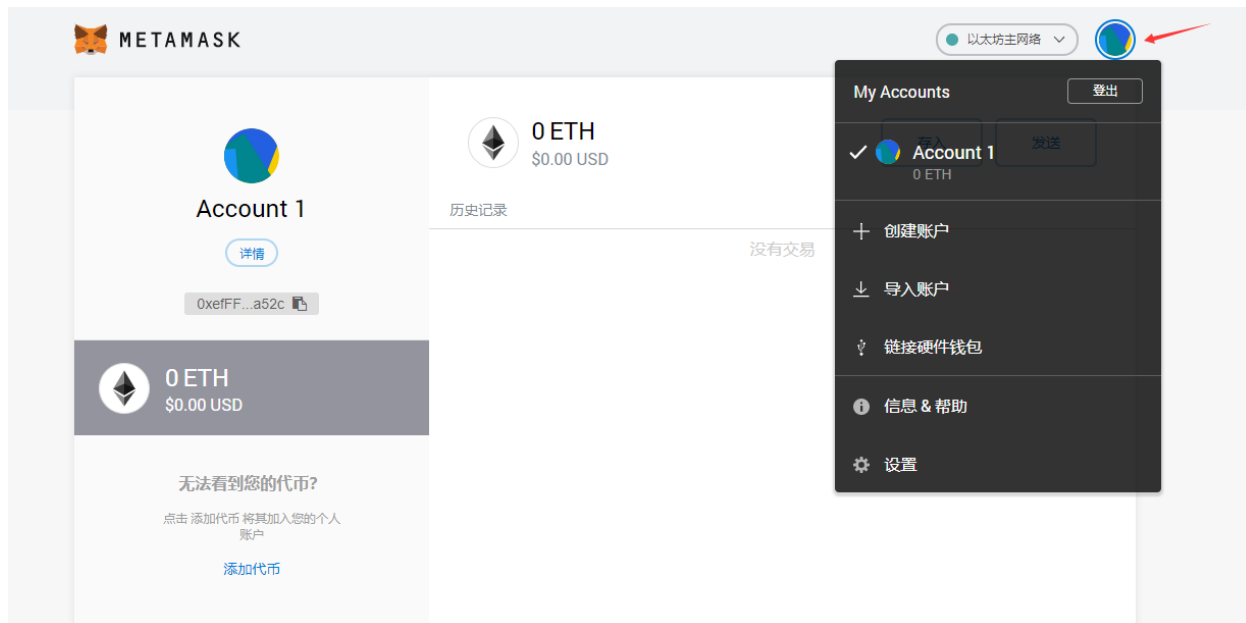 METAMASK
以太坊主网络
My Accounts
登出
Account 1
0 ETH
创建账户
导入账户
链接硬件钱包
信息 & 帮助
设置
Account 1
详情
0xefFF...a52c
0 ETH
$0.00 USD
无法看到您的代币?
点击 添加代币 将其加入您的个人
账户
添加代币
0 ETH
$0.00 USD
存入
发送
历史记录
没有交易